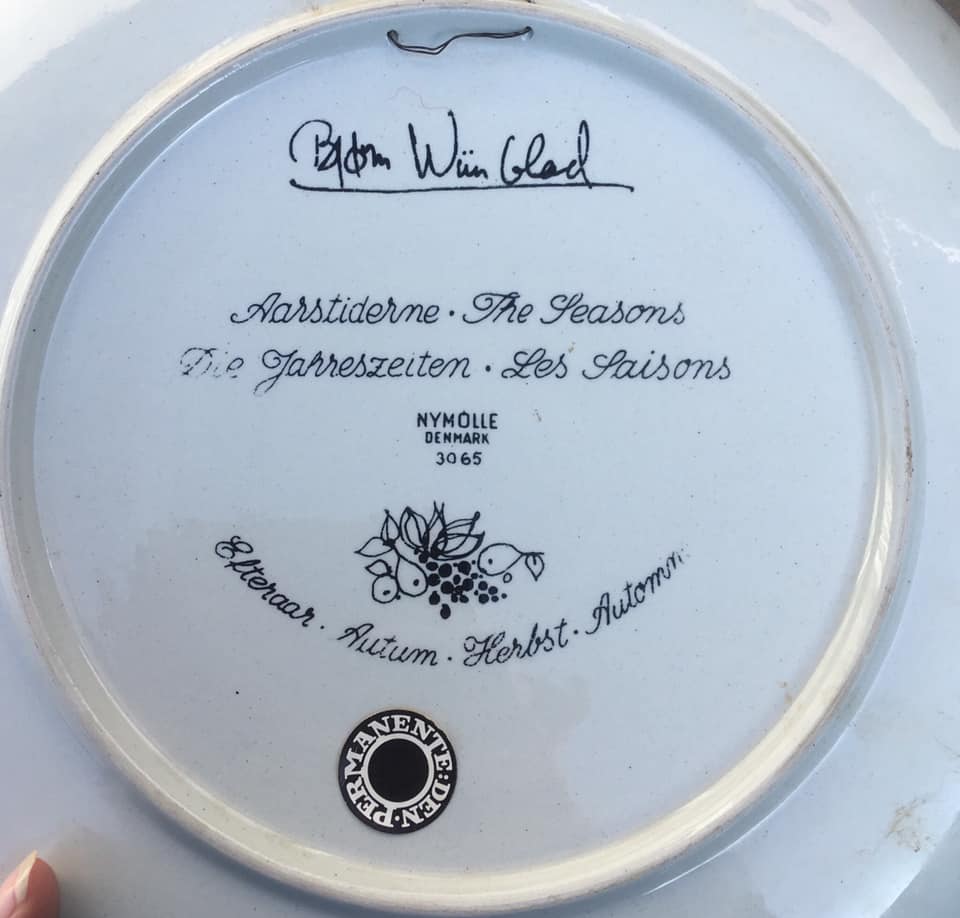 Bjørn Wiinblad
Aarstiderne · The Seasons
Die Jahreszeiten · Les Saisons
NYMÖLLE
DENMARK
3065
Efteraar · Autum · Herbst · Automn
DEN · PERMANENTE: